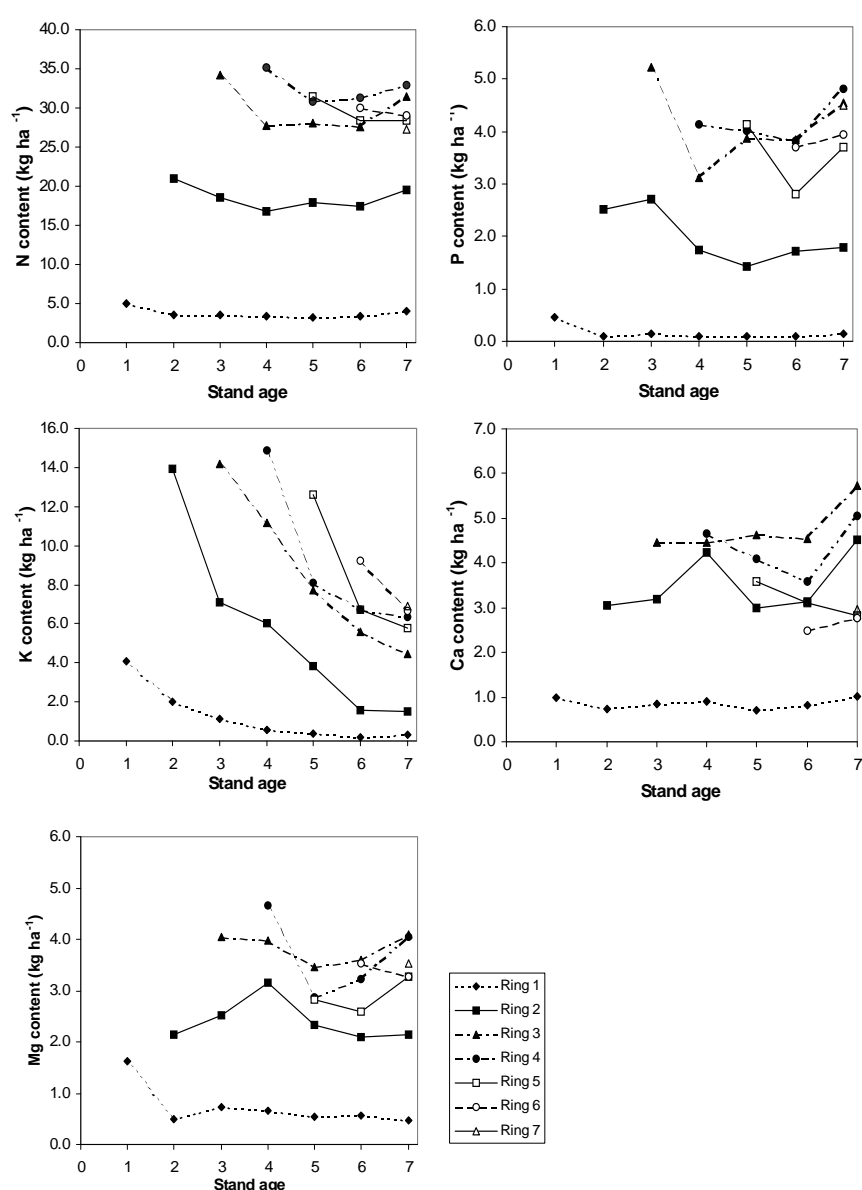 40.0
35.0
30.0
25.0
20.0
15.0
10.0
5.0
0.0
N content (kg ha -1)
0 1 2 3 4 5 6 7
Stand age
6.0
5.0
4.0
3.0
2.0
1.0
0.0
P content (kg ha -1)
0 1 2 3 4 5 6 7
Stand age
16.0
14.0
12.0
10.0
8.0
6.0
4.0
2.0
0.0
K content (kg ha -1)
0 1 2 3 4 5 6 7
Stand age
7.0
6.0
5.0
4.0
3.0
2.0
1.0
0.0
Ca content (kg ha -1)
0 1 2 3 4 5 6 7
Stand age
6.0
5.0
4.0
3.0
2.0
1.0
0.0
Mg content (kg ha-1)
0 1 2 3 4 5 6 7
Stand age
Ring 1
Ring 2
Ring 3
Ring 4
Ring 5
Ring 6
Ring 7